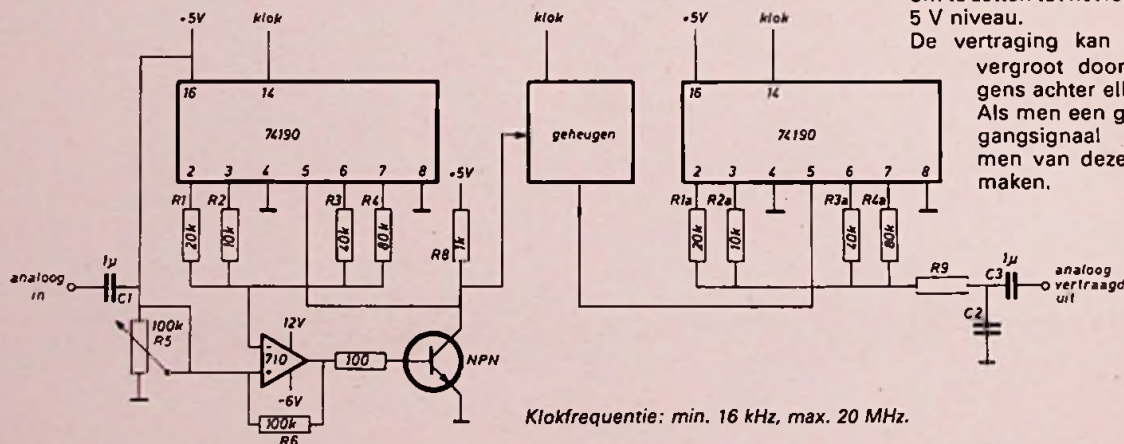 5 V niveau.
De vertraging kan
vergroot door
gens achter
Als men een
gangsignaal
men van deze
maken.
+5V
klok
klok
+5V
klok
16
14
74190
2
3
4
5
6
7
8
geheugen
16
14
74190
2
3
4
5
6
7
8
R1
20k
R2
10k
R3
40k
R4
80k
+5V
R8
1k
R1a
20k
R2a
10k
R3a
40k
R4a
80k
analoog
in
1µ
C1
100k
R5
12V
710
-6V
100
NPN
100k
R6
R9
C2
C3
1µ
analoog
vertraagd
uit
Klokfrequentie: min. 16 kHz, max. 20 MHz.